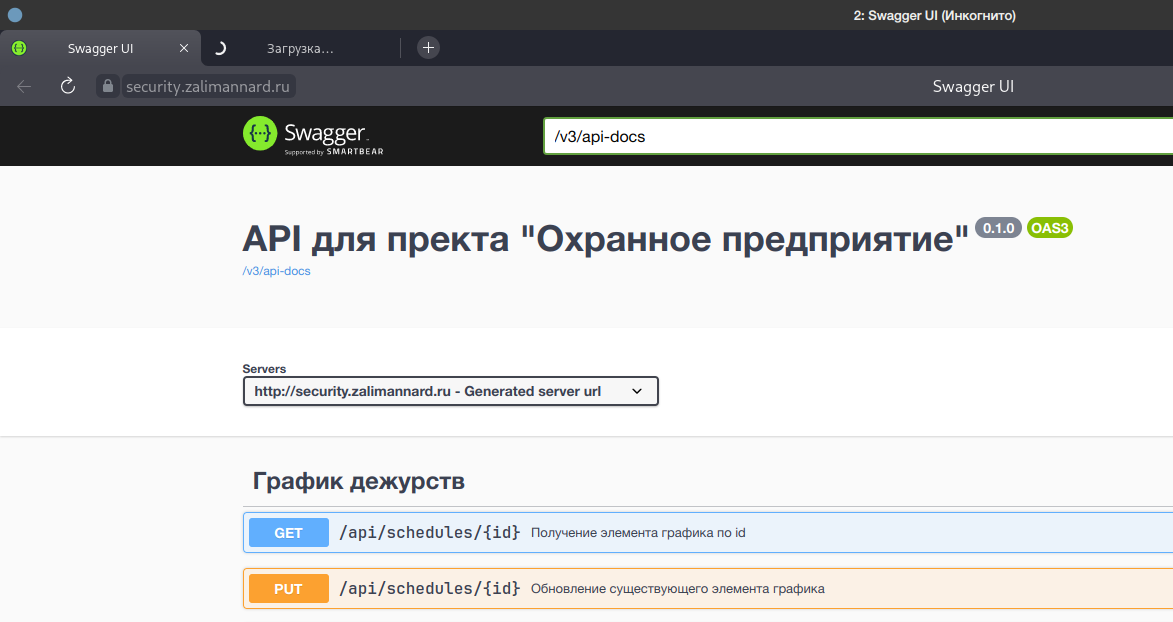 2: Swagger UI (Инкогнито)
Swagger UI
Загрузка...
security.zalimannard.ru
Swagger UI
Swagger
Supported by SMARTBEAR
/v3/api-docs
API для пректа "Охранное предприятие" 0.1.0 OAS3
/v3/api-docs
Servers
http://security.zalimannard.ru - Generated server url
График дежурств
GET /api/schedules/{id} Получение элемента графика по id
PUT /api/schedules/{id} Обновление существующего элемента графика